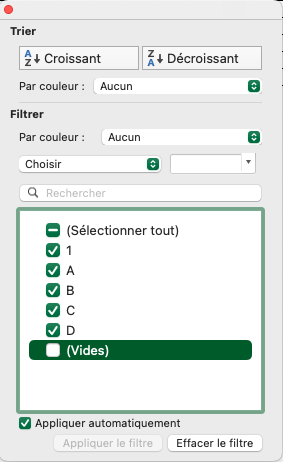 Trier
A
Z Croissant
Z
A Décroissant
Par couleur : Aucun
Filtrer
Par couleur : Aucun
Choisir
Rechercher
(Sélectionner tout)
1
A
B
C
D
(Vides)
Appliquer automatiquement
Appliquer le filtre Effacer le filtre